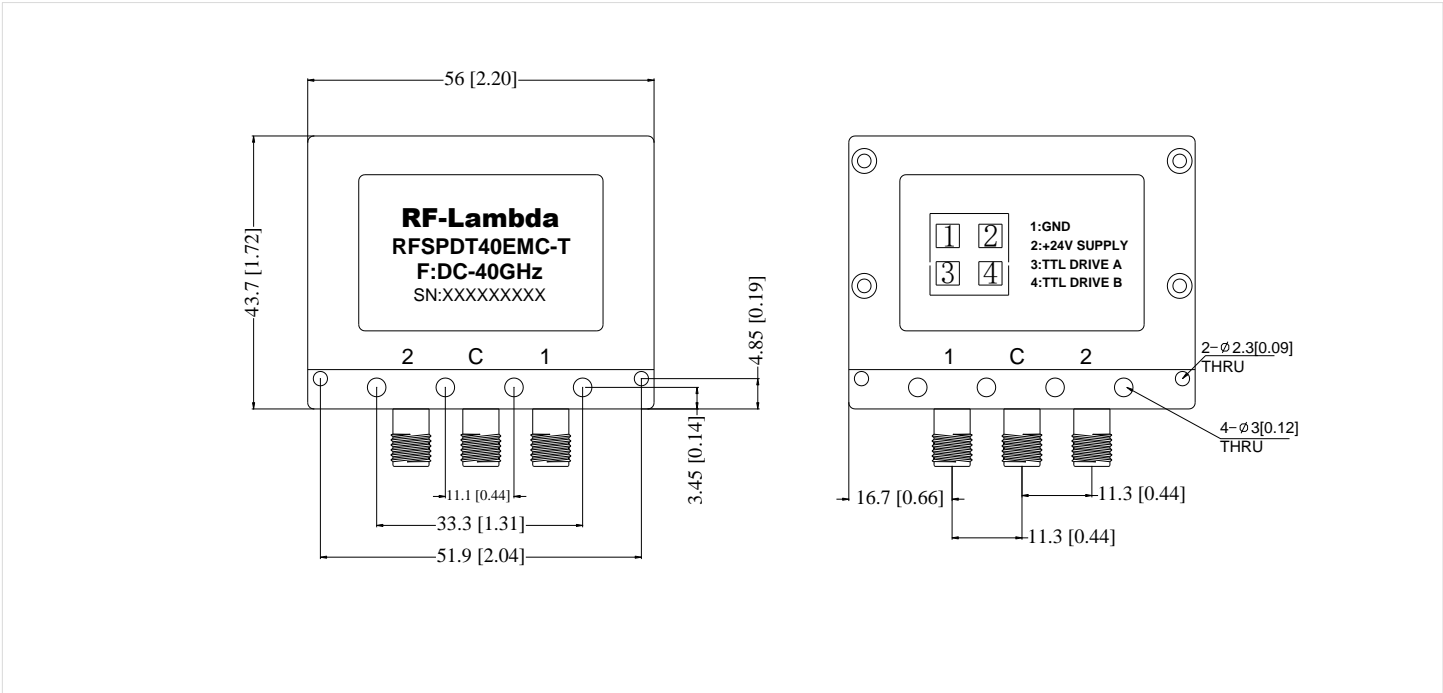 56 [2.20]
43.7 [1.72]
RF-Lambda
RFSPDT40EMC-T
F:DC-40GHz
SN:XXXXXXXXX
2 C 1
4.85 [0.19]
3.45 [0.14]
11.1 [0.44]
33.3 [1.31]
51.9 [2.04]
1 2
3 4
1:GND
2:+24V SUPPLY
3:TTL DRIVE A
4:TTL DRIVE B
1 C 2
2-⌀2.3[0.09]
THRU
4-⌀3[0.12]
THRU
16.7 [0.66]
11.3 [0.44]
11.3 [0.44]